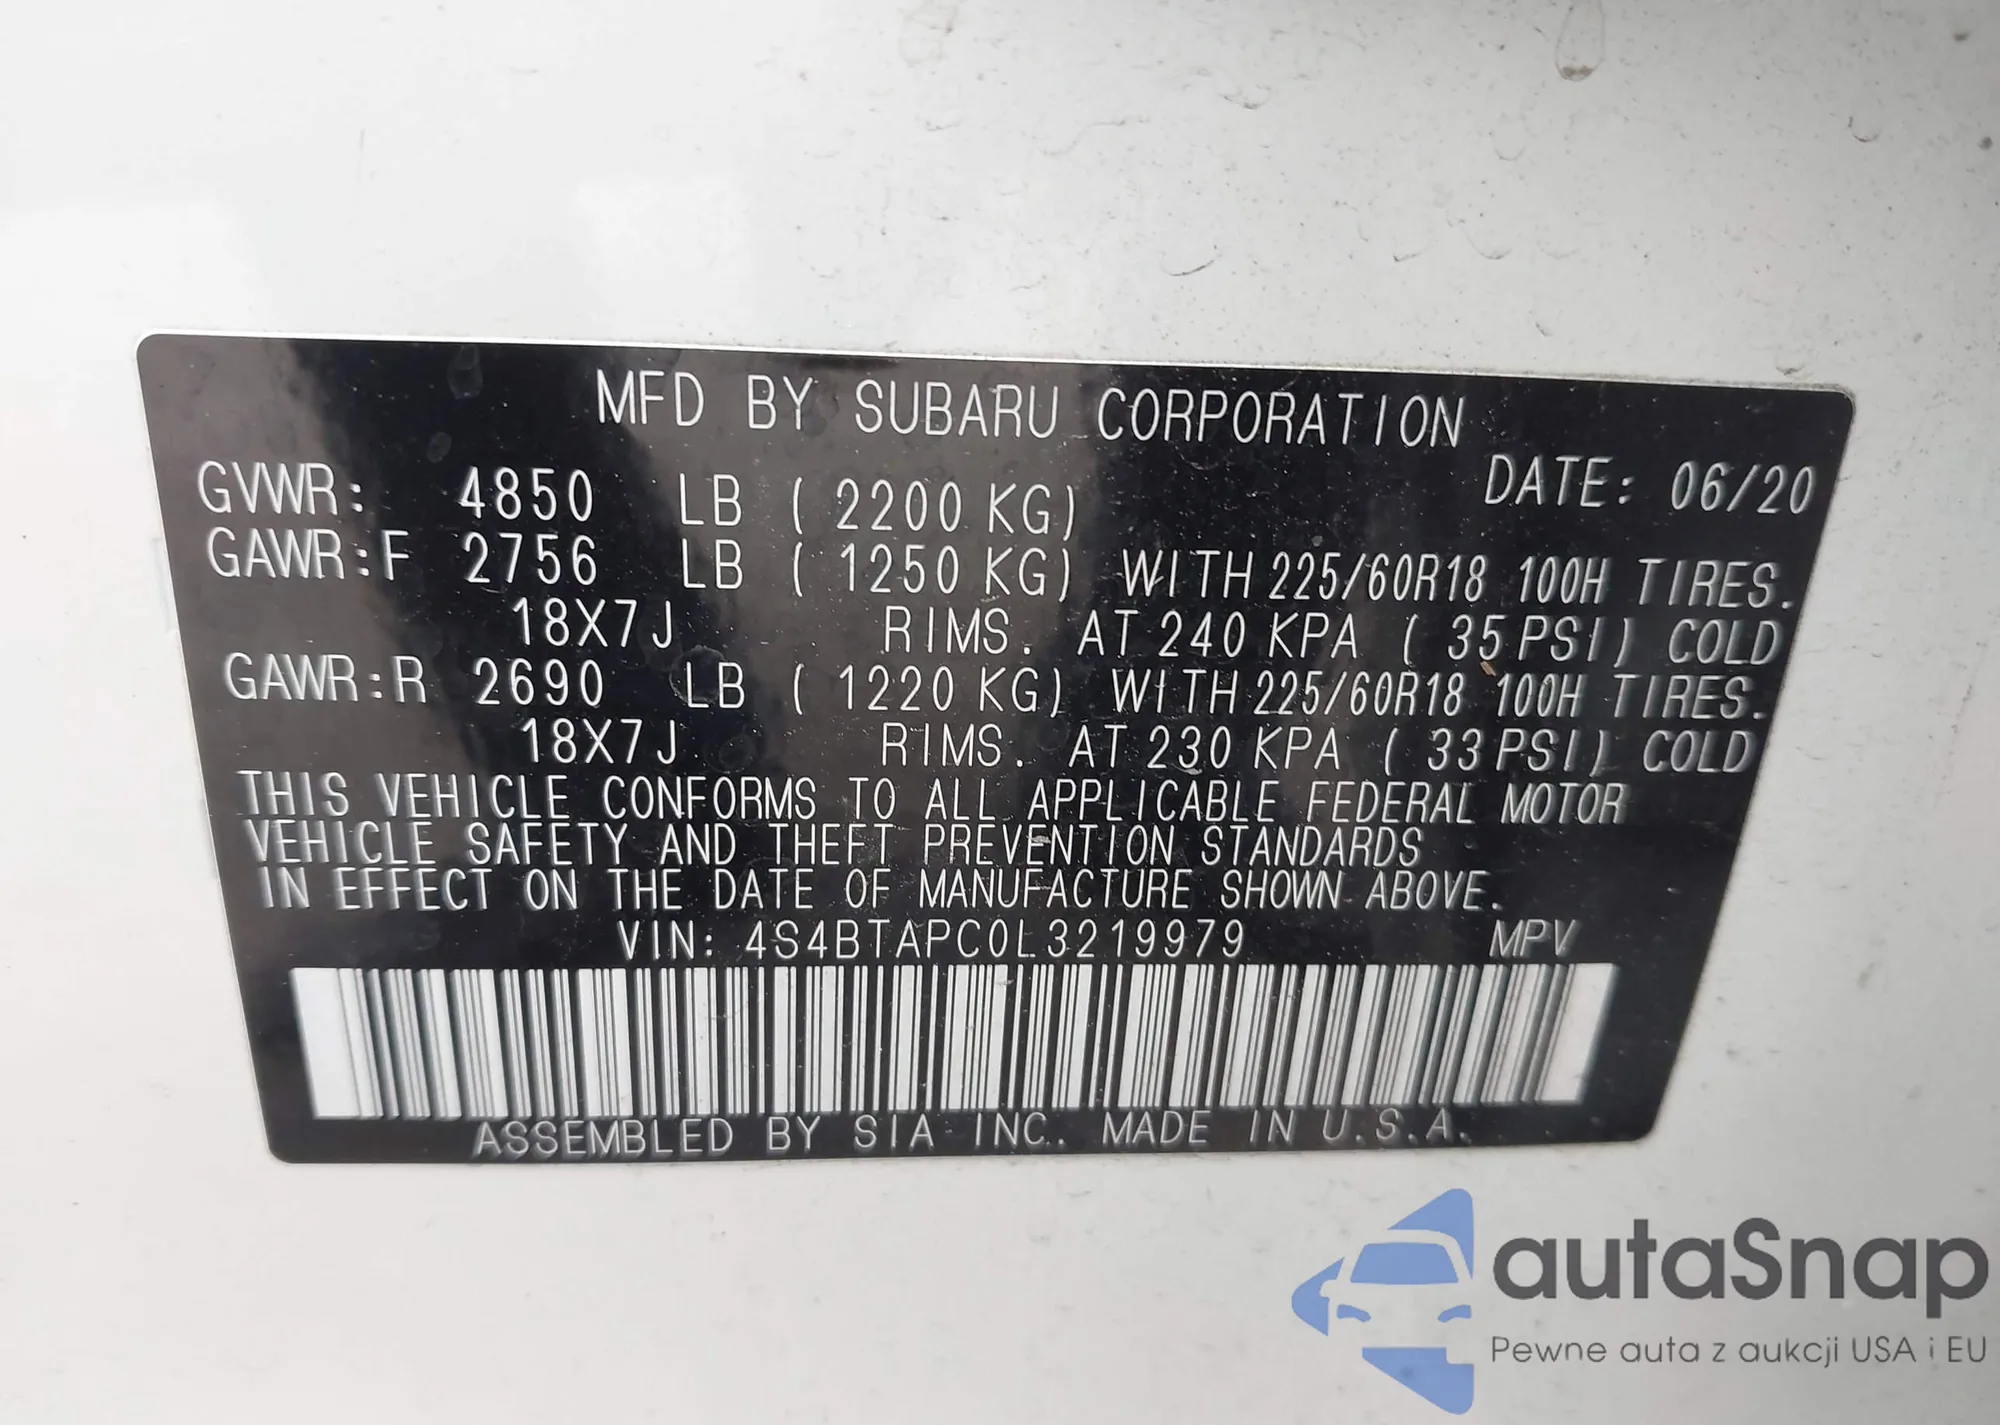 MFD BY SUBARU CORPORATION
DATE: 06/20
GVWR: 4850 LB ( 2200 KG)
GAWR:F 2756 LB ( 1250 KG) WITH 225/60R18 100H TIRES.
18X7J RIMS. AT 240 KPA ( 35 PSI) COLD
GAWR:R 2690 LB ( 1220 KG) WITH 225/60R18 100H TIRES.
18X7J RIMS. AT 230 KPA ( 33 PSI) COLD
THIS VEHICLE CONFORMS TO ALL APPLICABLE FEDERAL MOTOR
VEHICLE SAFETY AND THEFT PREVENTION STANDARDS
IN EFFECT ON THE DATE OF MANUFACTURE SHOWN ABOVE.
VIN: 4S4BTAPC0L3219979 MPV
ASSEMBLED BY SIA INC. MADE IN U.S.A.
autaSnap
Pewne auta z aukcji USA i EU